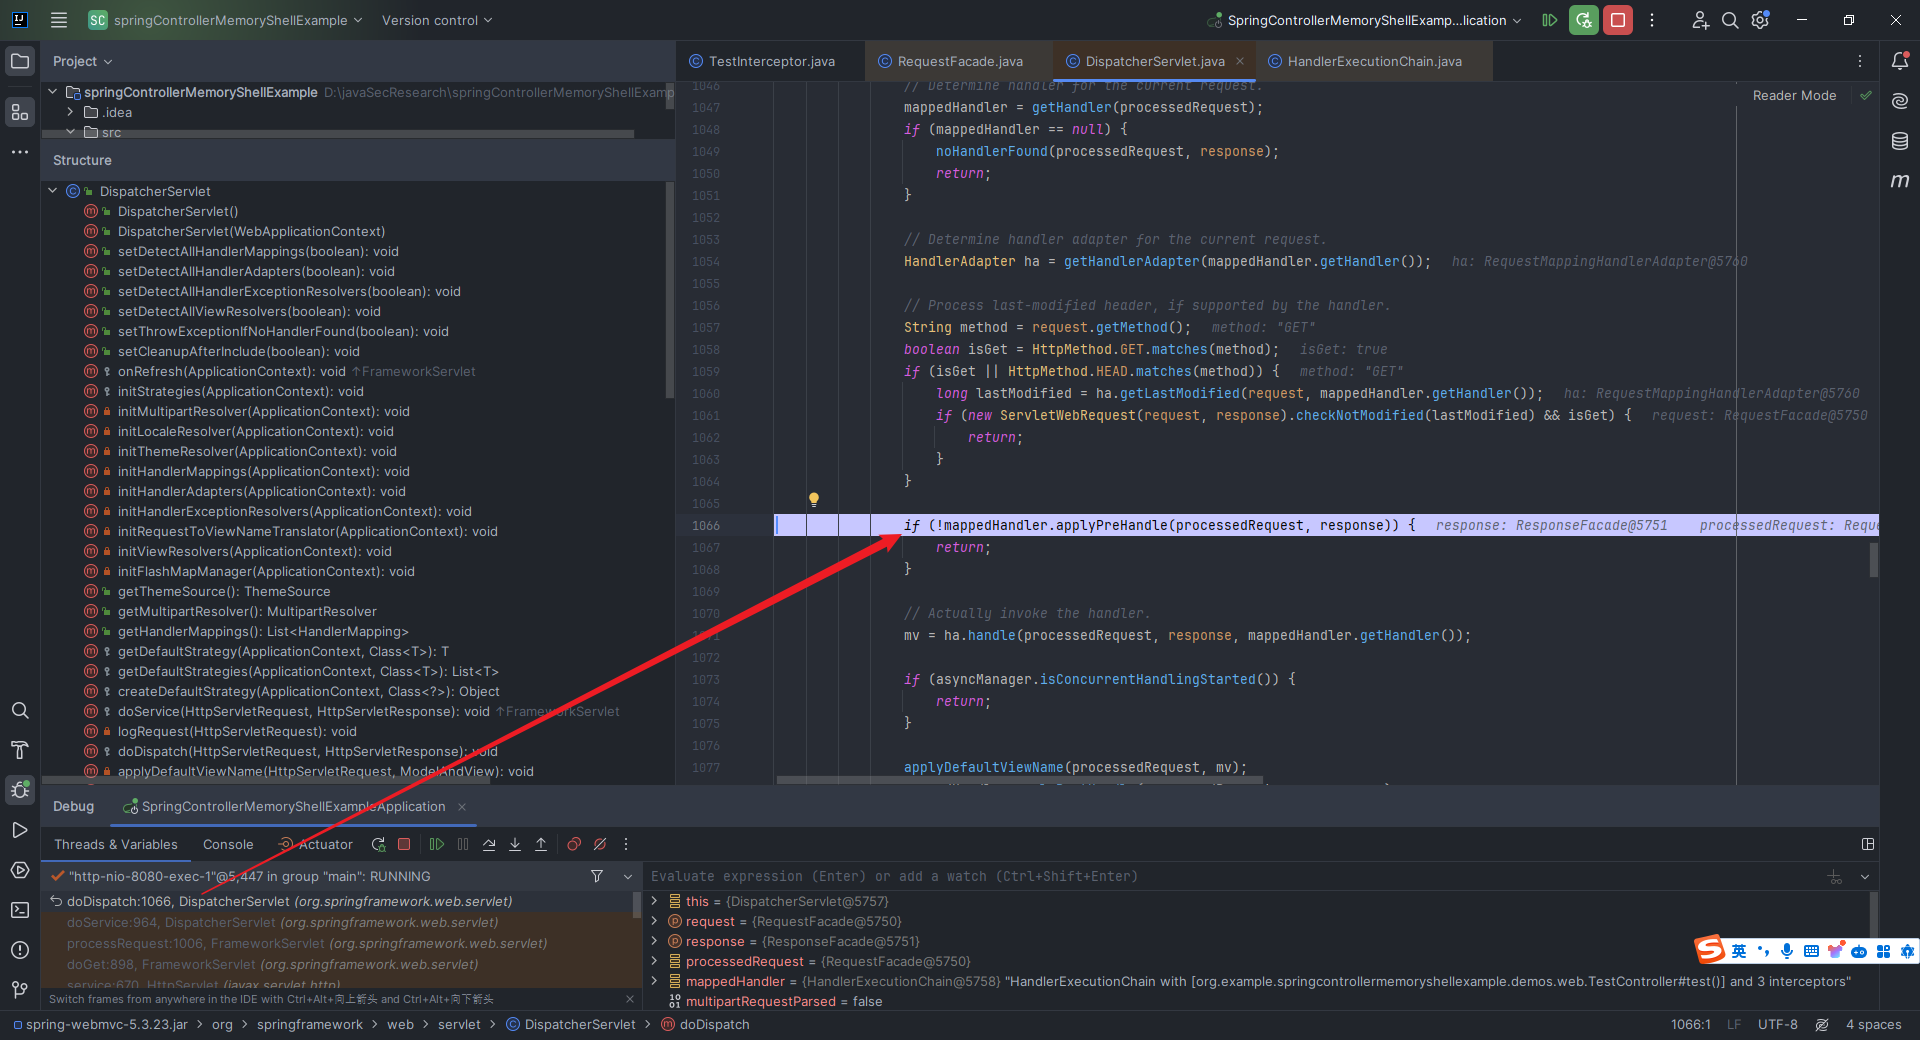 SC springControllerMemoryShellExample Version control SpringControllerMemoryShellExamp...lication
Project TestInterceptor.java RequestFacade.java DispatcherServlet.java HandlerExecutionChain.java
springControllerMemoryShellExample D:\javaSecResearch\springControllerMemoryShellExamp
.idea
src
Structure
DispatcherServlet
DispatcherServlet()
DispatcherServlet(WebApplicationContext)
setDetectAllHandlerMappings(boolean): void
setDetectAllHandlerAdapters(boolean): void
setDetectAllHandlerExceptionResolvers(boolean): void
setDetectAllViewResolvers(boolean): void
setThrowExceptionIfNoHandlerFound(boolean): void
setCleanupAfterInclude(boolean): void
onRefresh(ApplicationContext): void ↑FrameworkServlet
initStrategies(ApplicationContext): void
initMultipartResolver(ApplicationContext): void
initLocaleResolver(ApplicationContext): void
initThemeResolver(ApplicationContext): void
initHandlerMappings(ApplicationContext): void
initHandlerAdapters(ApplicationContext): void
initHandlerExceptionResolvers(ApplicationContext): void
initRequestToViewNameTranslator(ApplicationContext): void
initViewResolvers(ApplicationContext): void
initFlashMapManager(ApplicationContext): void
getThemeSource(): ThemeSource
getMultipartResolver(): MultipartResolver
getHandlerMappings(): List<HandlerMapping>
getDefaultStrategy(ApplicationContext, Class<T>): T
getDefaultStrategies(ApplicationContext, Class<T>): List<T>
createDefaultStrategy(ApplicationContext, Class<?>): Object
doService(HttpServletRequest, HttpServletResponse): void ↑FrameworkServlet
logRequest(HttpServletRequest): void
doDispatch(HttpServletRequest, HttpServletResponse): void
applyDefaultViewName(HttpServletRequest, ModelAndView): void
Reader Mode
1046 // Determine handler for the current request.
1047 mappedHandler = getHandler(processedRequest);
1048 if (mappedHandler == null) {
1049 noHandlerFound(processedRequest, response);
1050 return;
1051 }
1052
1053 // Determine handler adapter for the current request.
1054 HandlerAdapter ha = getHandlerAdapter(mappedHandler.getHandler()); ha: RequestMappingHandlerAdapter@5760
1055
1056 // Process last-modified header, if supported by the handler.
1057 String method = request.getMethod(); method: "GET"
1058 boolean isGet = HttpMethod.GET.matches(method); isGet: true
1059 if (isGet || HttpMethod.HEAD.matches(method)) { method: "GET"
1060 long lastModified = ha.getLastModified(request, mappedHandler.getHandler()); ha: RequestMappingHandlerAdapter@5760
1061 if (new ServletWebRequest(request, response).checkNotModified(lastModified) && isGet) { request: RequestFacade@5750
1062 return;
1063 }
1064 }
1065
1066 if (!mappedHandler.applyPreHandle(processedRequest, response)) { response: ResponseFacade@5751 processedRequest: Reque
1067 return;
1068 }
1069
1070 // Actually invoke the handler.
1071 mv = ha.handle(processedRequest, response, mappedHandler.getHandler());
1072
1073 if (asyncManager.isConcurrentHandlingStarted()) {
1074 return;
1075 }
1076
1077 applyDefaultViewName(processedRequest, mv);
Debug SpringControllerMemoryShellExampleApplication
Threads & Variables Console Actuator
"http-nio-8080-exec-1"@5,447 in group "main": RUNNING
doDispatch:1066, DispatcherServlet (org.springframework.web.servlet)
doService:964, DispatcherServlet (org.springframework.web.servlet)
processRequest:1006, FrameworkServlet (org.springframework.web.servlet)
doGet:898, FrameworkServlet (org.springframework.web.servlet)
service:670, HttpServlet (javax.servlet.http)
Switch frames from anywhere in the IDE with Ctrl+Alt+向上箭头 and Ctrl+Alt+向下箭头
Evaluate expression (Enter) or add a watch (Ctrl+Shift+Enter)
this = {DispatcherServlet@5757}
request = {RequestFacade@5750}
response = {ResponseFacade@5751}
processedRequest = {RequestFacade@5750}
mappedHandler = {HandlerExecutionChain@5758} "HandlerExecutionChain with [org.example.springcontrollermemoryshellexample.demos.web.TestController#test()] and 3 interceptors"
multipartRequestParsed = false
英
spring-webmvc-5.3.23.jar org springframework web servlet DispatcherServlet doDispatch 1066:1 LF UTF-8 4 spaces